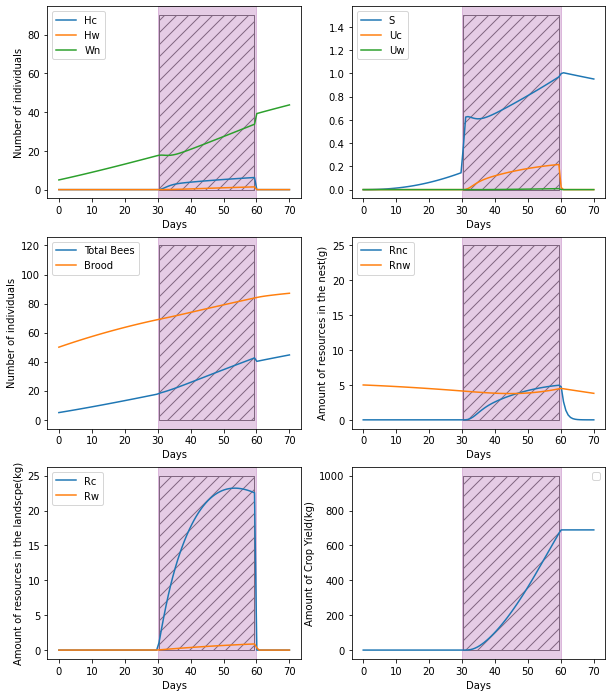 Number of individuals
80
60
40
20
0
Hc
Hw
Wn
0 10 20 30 40 50 60 70
Days
1.4
1.2
1.0
0.8
0.6
0.4
0.2
0.0
S
Uc
Uw
0 10 20 30 40 50 60 70
Days
Number of individuals
120
100
80
60
40
20
0
Total Bees
Brood
0 10 20 30 40 50 60 70
Days
Amount of resources in the nest(g)
25
20
15
10
5
0
Rnc
Rnw
0 10 20 30 40 50 60 70
Days
Amount of resources in the landscpe(kg)
25
20
15
10
5
0
Rc
Rw
0 10 20 30 40 50 60 70
Days
Amount of Crop Yield(kg)
1000
800
600
400
200
0
0 10 20 30 40 50 60 70
Days